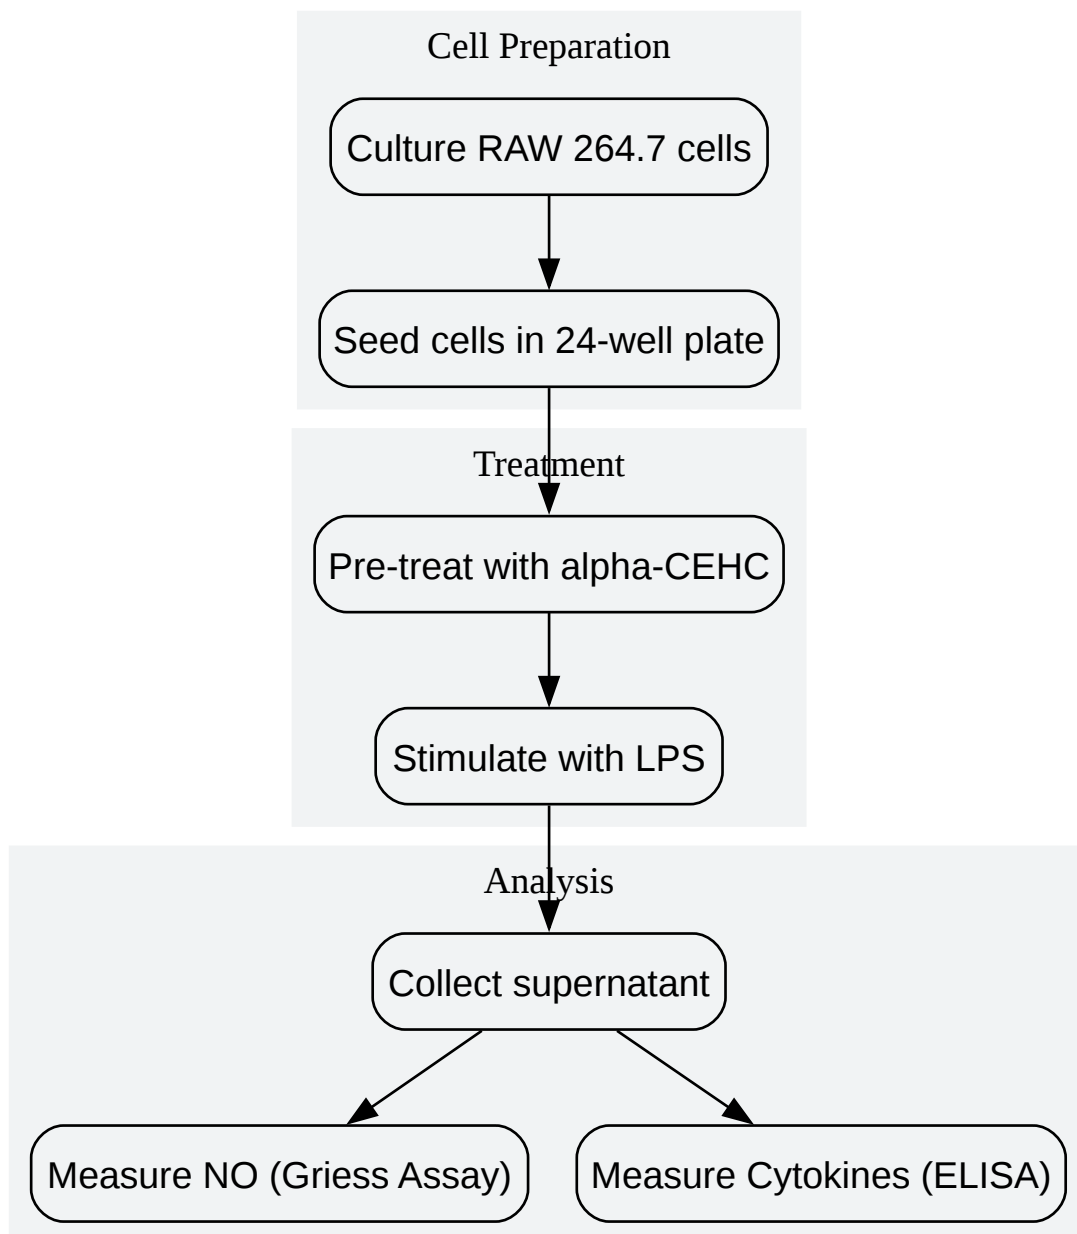 Cell Preparation
Culture RAW 264.7 cells
Seed cells in 24-well plate
Treatment
Pre-treat with alpha-CEHC
Stimulate with LPS
Analysis
Collect supernatant
Measure NO (Griess Assay)
Measure Cytokines (ELISA)